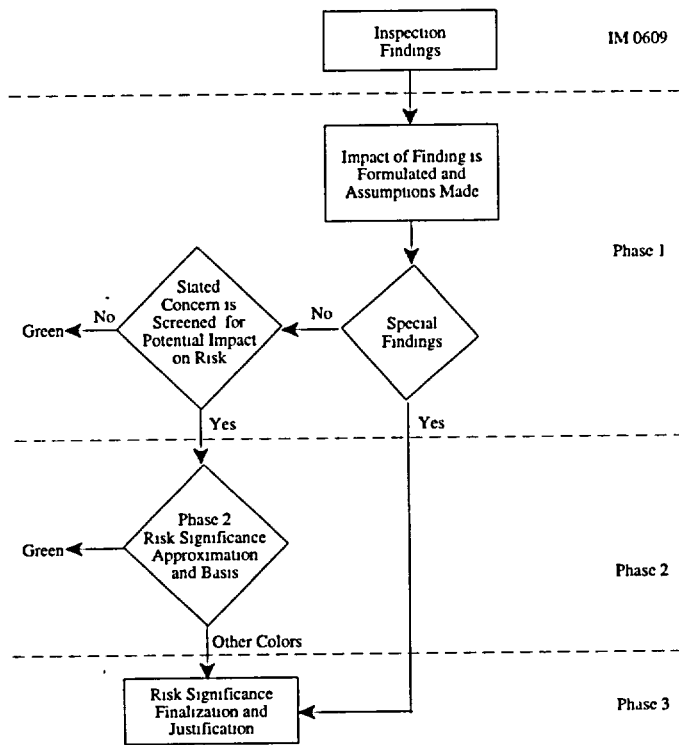 Inspection
Findings
IM 0609
Impact of Finding is
Formulated and
Assumptions Made
Phase 1
Stated
Concern is
Screened for
Potential Impact
on Risk
Special
Findings
No
Green
No
Yes
Yes
Phase 2
Risk Significance
Approximation
and Basis
Green
Phase 2
Other Colors
Risk Significance
Finalization and
Justification
Phase 3